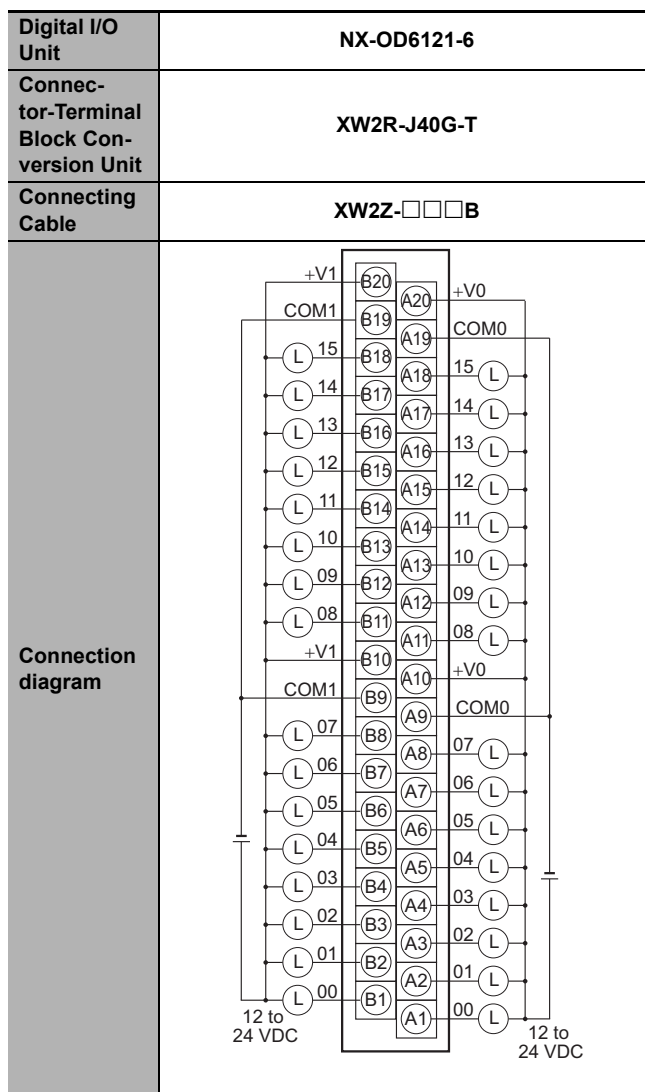 Digital I/O
Unit
NX-OD6121-6
Connec-
tor-Terminal
Block Con-
version Unit
XW2R-J40G-T
Connecting
Cable
XW2Z-□□□B
Connection
diagram
+V1 B20
A20 +V0
COM1 B19
A19 COM0
L 15 B18
A18 15 L
L 14 B17
A17 14 L
L 13 B16
A16 13 L
L 12 B15
A15 12 L
L 11 B14
A14 11 L
L 10 B13
A13 10 L
L 09 B12
A12 09 L
L 08 B11
A11 08 L
+V1 B10
A10 +V0
COM1 B9
A9 COM0
L 07 B8
A8 07 L
L 06 B7
A7 06 L
L 05 B6
A6 05 L
L 04 B5
A5 04 L
L 03 B4
A4 03 L
L 02 B3
A3 02 L
L 01 B2
A2 01 L
L 00 B1
A1 00 L
12 to
24 VDC
12 to
24 VDC